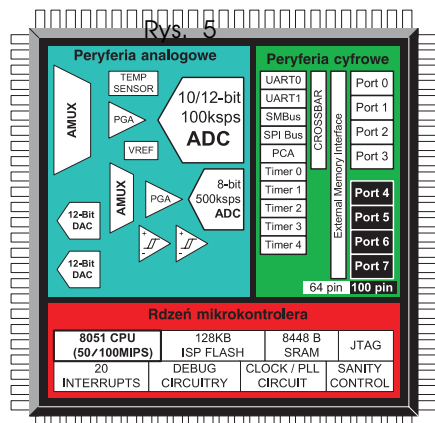 Rys. 5
Peryferia analogowe
AMUX
TEMP
SENSOR
PGA
VREF
10/12-bit
100ksps
ADC
AMUX
PGA
8-bit
500ksps
ADC
12-Bit
DAC
12-Bit
DAC
+
-
+
-
Peryferia cyfrowe
UART0
UART1
SMBus
SPI Bus
PCA
Timer 0
Timer 1
Timer 2
Timer 3
Timer 4
CROSSBAR
External Memory Interface
Port 0
Port 1
Port 2
Port 3
Port 4
Port 5
Port 6
Port 7
64 pin 100 pin
Rdzeń mikrokontrolera
8051 CPU
(50/100MIPS)
128KB
ISP FLASH
8448 B
SRAM
JTAG
20
INTERRUPTS
DEBUG
CIRCUITRY
CLOCK / PLL
CIRCUIT
SANITY
CONTROL